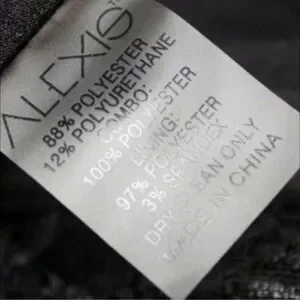 ALEXIS
88% POLYESTER
12% POLYURETHANE
COMBO:
100% POLYESTER
LINING:
97% POLYESTER
3% SPANDEX
DRY CLEAN ONLY
MADE IN CHINA